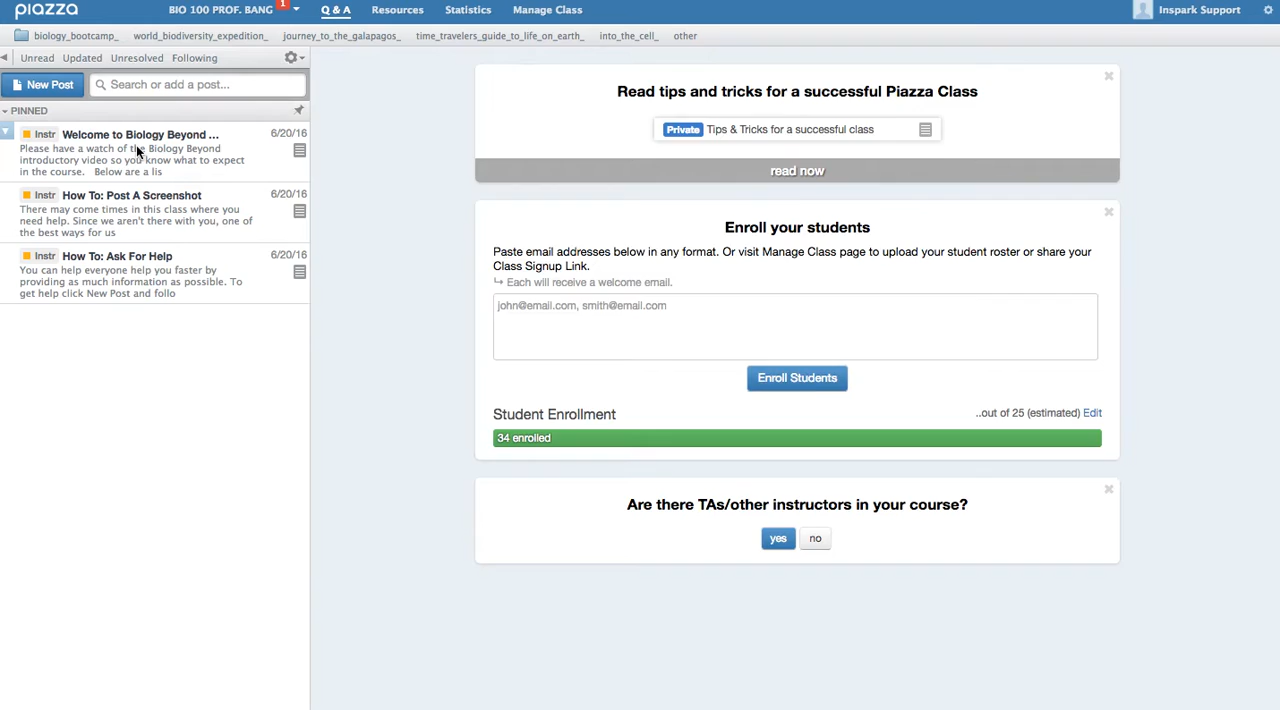 piazza
BIO 100 PROF. BANG 1
Q & A Resources Statistics Manage Class
Inspark Support
biology_bootcamp_ world_biodiversity_expedition_ journey_to_the_galapagos_ time_travelers_guide_to_life_on_earth_ into_the_cell_ other
Unread Updated Unresolved Following
New Post Search or add a post...
PINNED
Instr Welcome to Biology Beyond ... 6/20/16
Please have a watch of the Biology Beyond
introductory video so you know what to expect
in the course. Below are a lis
Instr How To: Post A Screenshot 6/20/16
There may come times in this class where you
need help. Since we aren't there with you, one of
the best ways for us
Instr How To: Ask For Help 6/20/16
You can help everyone help you faster by
providing as much information as possible. To
get help click New Post and follo
Read tips and tricks for a successful Piazza Class
Private Tips & Tricks for a successful class
read now
Enroll your students
Paste email addresses below in any format. Or visit Manage Class page to upload your student roster or share your
Class Signup Link.
↳ Each will receive a welcome email.
john@email.com, smith@email.com
Enroll Students
Student Enrollment ..out of 25 (estimated) Edit
34 enrolled
Are there TAs/other instructors in your course?
yes no